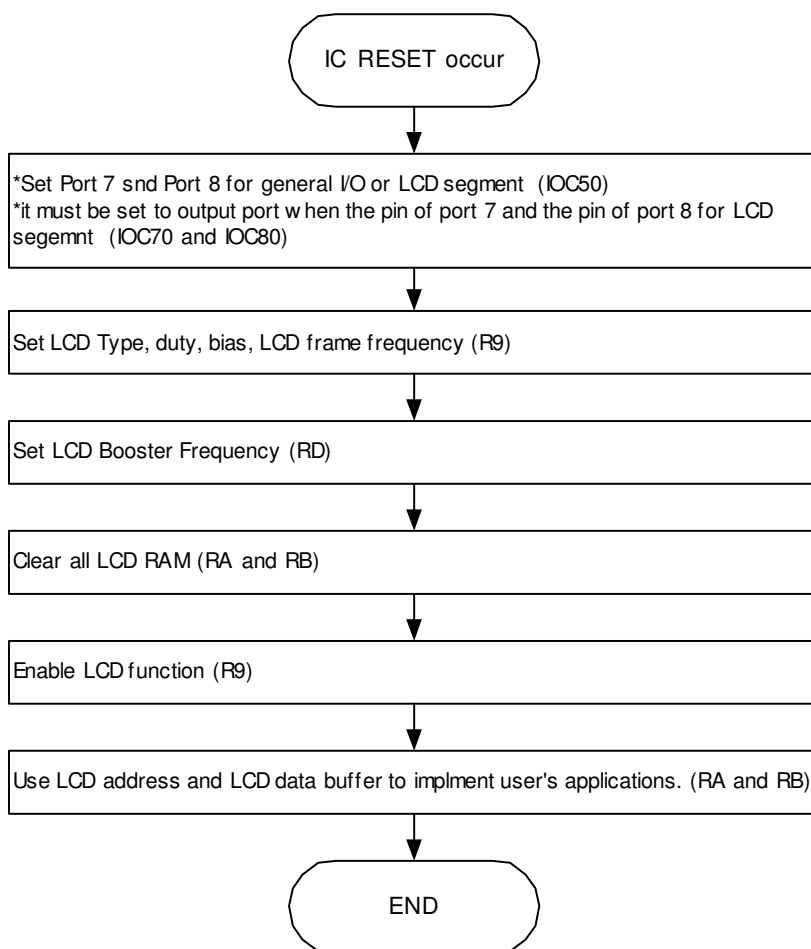 IC RESET occur
*Set Port 7 snd Port 8 for general I/O or LCD segment (IOC50)
*it must be set to output port when the pin of port 7 and the pin of port 8 for LCD
segemnt (IOC70 and IOC80)
Set LCD Type, duty, bias, LCD frame frequency (R9)
Set LCD Booster Frequency (RD)
Clear all LCD RAM (RA and RB)
Enable LCD function (R9)
Use LCD address and LCD data buffer to implment user's applications. (RA and RB)
END